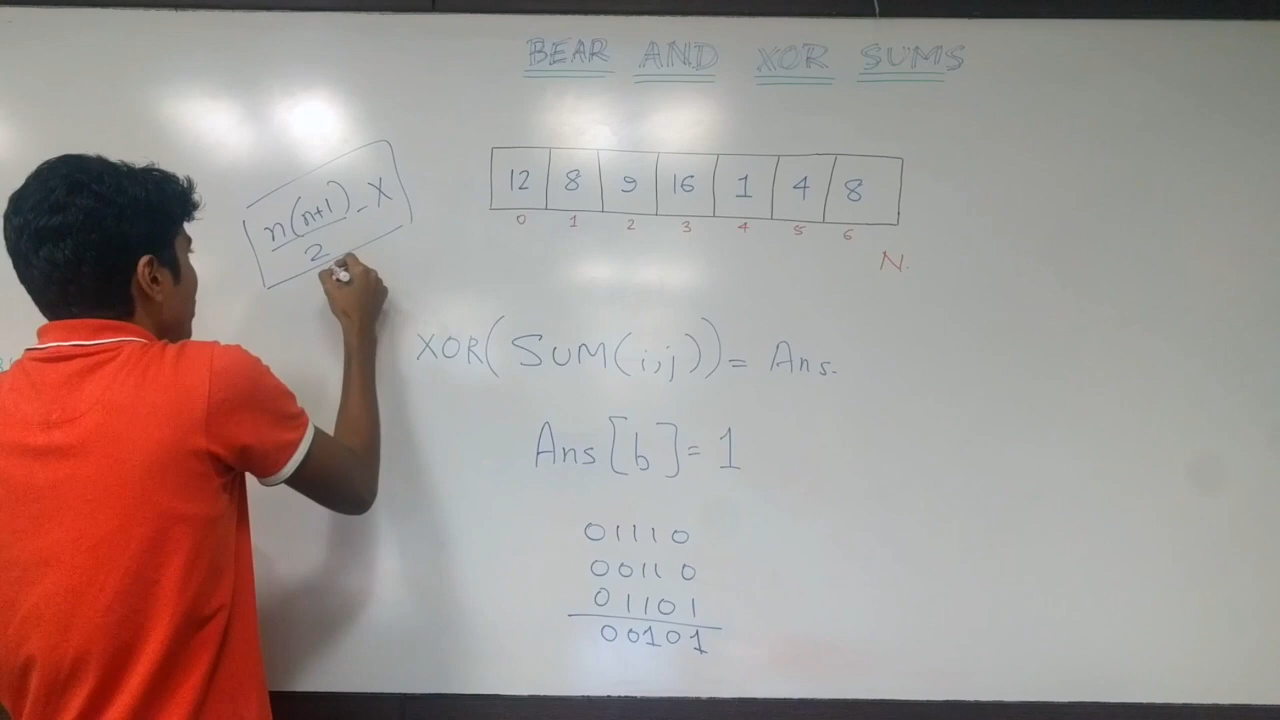 BEAR AND XOR SUMS
n(n+1) - X
2
12 8 9 16 1 4 8
0 1 2 3 4 5 6
N.
XOR(SUM(i,j)) = Ans.
Ans[b] = 1
01110
00110
01101
00101